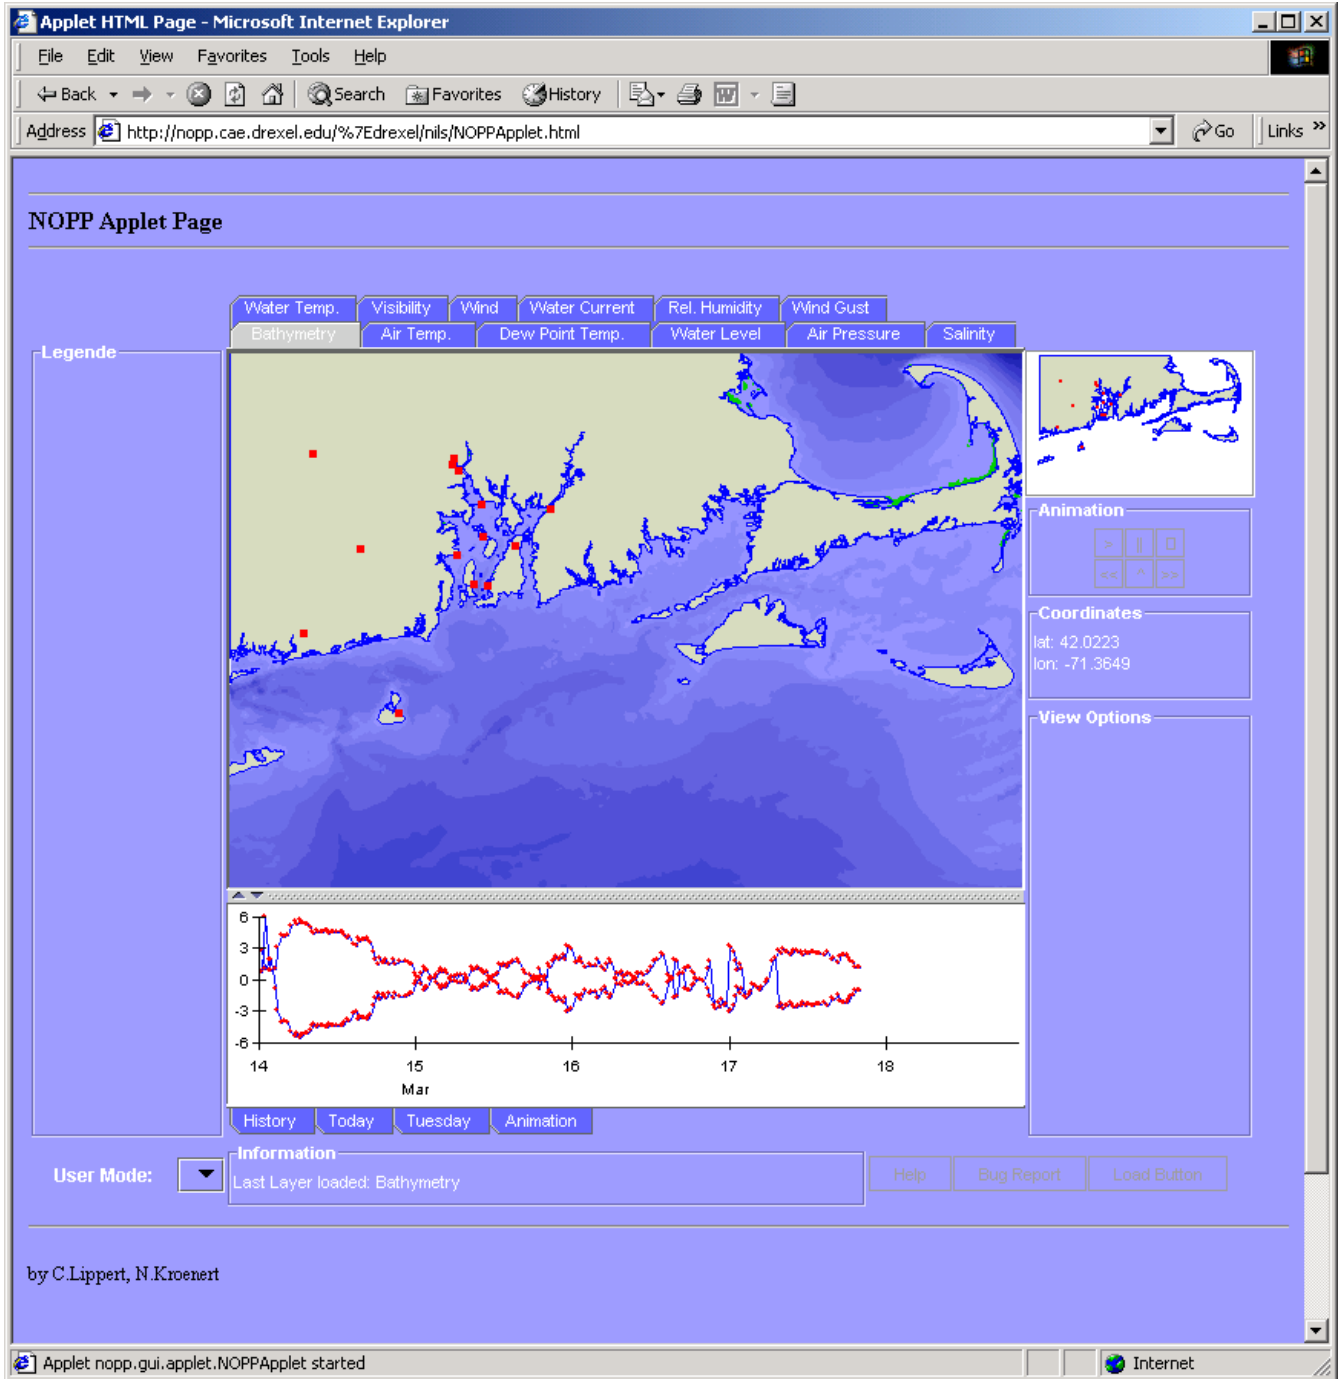 Applet HTML Page - Microsoft Internet Explorer
File Edit View Favorites Tools Help
Back Search Favorites History
Address http://nopp.cae.drexel.edu/%7Edrexel/nils/NOPPApplet.html Go Links »
NOPP Applet Page
Water Temp. Visibility Wind Water Current Rel. Humidity Wind Gust
Bathymetry Air Temp. Dew Point Temp. Water Level Air Pressure Salinity
Legende
Animation
> || □
<< ^ >>
Coordinates
lat: 42.0223
lon: -71.3649
View Options
6
3
0
-3
-6
14 15 16 17 18
Mar
History Today Tuesday Animation
User Mode:
Information
Last Layer loaded: Bathymetry
Help Bug Report Load Button
by C.Lippert, N.Kroenert
Applet nopp.gui.applet.NOPPApplet started
Internet